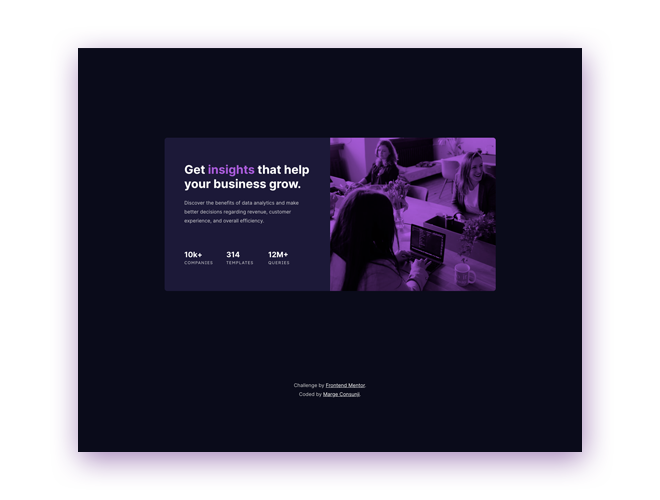 Get insights that help
your business grow.
Discover the benefits of data analytics and make
better decisions regarding revenue, customer
experience, and overall efficiency.
10k+ 314 12M+
COMPANIES TEMPLATES QUERIES
Challenge by Frontend Mentor.
Coded by Marge Consunji.